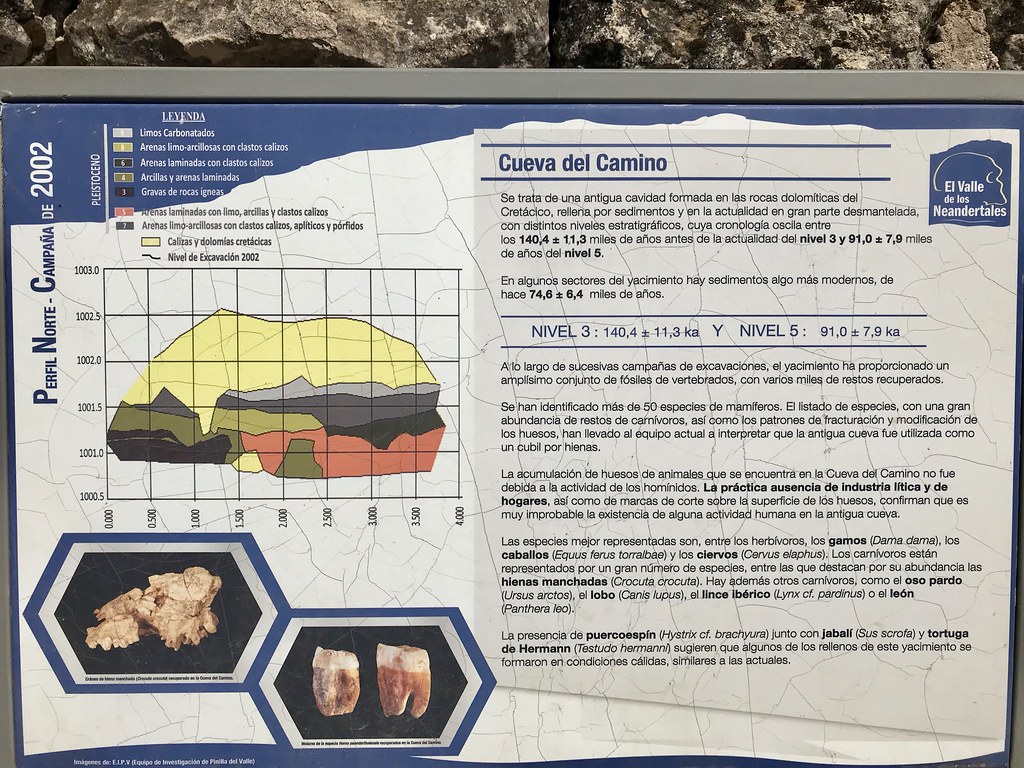 PERFIL NORTE - CAMPAÑA DE 2002
LEYENDA
PLEISTOCENO
Limos Carbonatados
8 Arenas limo-arcillosas con clastos calizos
6 Arenas laminadas con clastos calizos
4 Arcillas y arenas laminadas
3 Gravas de rocas ígneas
5 Arenas laminadas con limo, arcillas y clastos calizos
7 Arenas limo-arcillosas con clastos calizos, aplíticos y pórfidos
Calizas y dolomías cretácicas
Nivel de Excavación 2002
1003.0
1002.5
1002.0
1001.5
1001.0
1000.5
0.000
0.500
1.000
1.500
2.000
2.500
3.000
3.500
4.000
Cráneo de hiena manchada (Crocuta crocuta) recuperado en la Cueva del Camino.
Molares de la especie Homo neanderthalensis recuperados en la Cueva del Camino
Imágenes de: E.I.P.V (Equipo de Investigación de Pinilla del Valle)
Cueva del Camino
El Valle
de los
Neandertales
Se trata de una antigua cavidad formada en las rocas dolomíticas del
Cretácico, rellena por sedimentos y en la actualidad en gran parte desmantelada,
con distintos niveles estratigráficos, cuya cronología oscila entre
los 140,4 ± 11,3 miles de años antes de la actualidad del nivel 3 y 91,0 ± 7,9 miles
de años del nivel 5.
En algunos sectores del yacimiento hay sedimentos algo más modernos, de
hace 74,6 ± 6,4 miles de años.
NIVEL 3 : 140,4 ± 11,3 ka Y NIVEL 5 : 91,0 ± 7,9 ka
A lo largo de sucesivas campañas de excavaciones, el yacimiento ha proporcionado un
amplísimo conjunto de fósiles de vertebrados, con varios miles de restos recuperados.
Se han identificado más de 50 especies de mamíferos. El listado de especies, con una gran
abundancia de restos de carnívoros, así como los patrones de fracturación y modificación de
los huesos, han llevado al equipo actual a interpretar que la antigua cueva fue utilizada como
un cubil por hienas.
La acumulación de huesos de animales que se encuentra en la Cueva del Camino no fue
debida a la actividad de los homínidos. La práctica ausencia de industria lítica y de
hogares, así como de marcas de corte sobre la superficie de los huesos, confirman que es
muy improbable la existencia de alguna actividad humana en la antigua cueva.
Las especies mejor representadas son, entre los herbívoros, los gamos (Dama dama), los
caballos (Equus ferus torralbae) y los ciervos (Cervus elaphus). Los carnívoros están
representados por un gran número de especies, entre las que destacan por su abundancia las
hienas manchadas (Crocuta crocuta). Hay además otros carnívoros, como el oso pardo
(Ursus arctos), el lobo (Canis lupus), el lince ibérico (Lynx cf. pardinus) o el león
(Panthera leo).
La presencia de puercoespín (Hystrix cf. brachyura) junto con jabalí (Sus scrofa) y tortuga
de Hermann (Testudo hermanni) sugieren que algunos de los rellenos de este yacimiento se
formaron en condiciones cálidas, similares a las actuales.